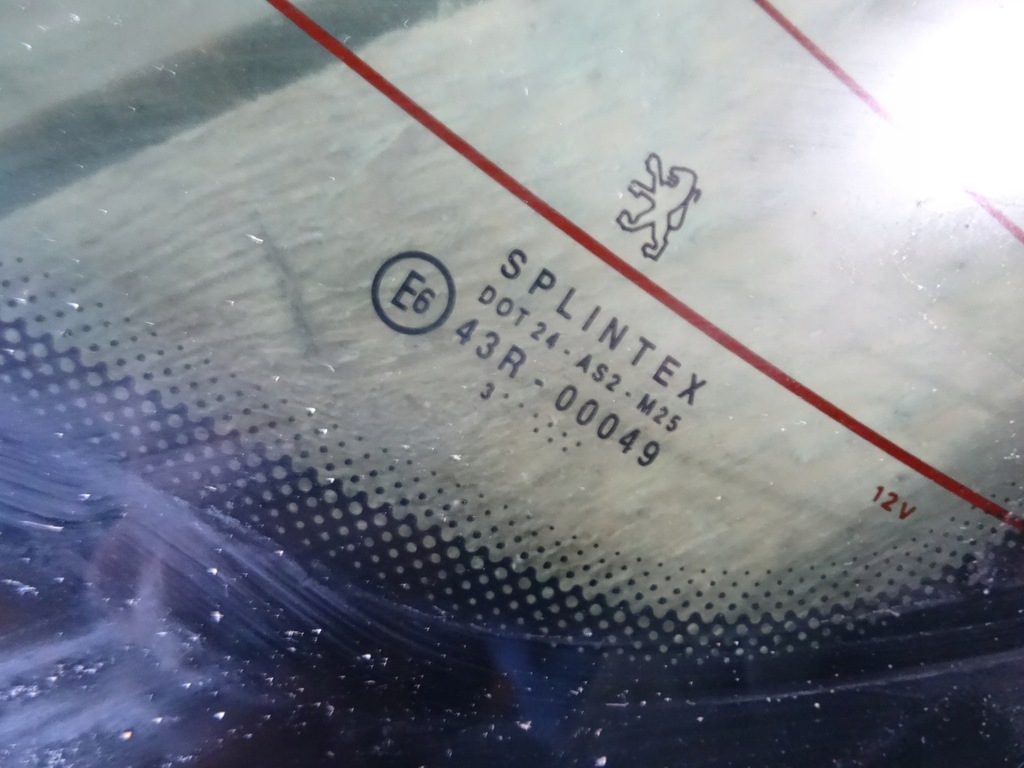 E6
SPLINTEX
DOT 24 - AS2 - M25
43R - 00049
3 . . . . . . . .
12V